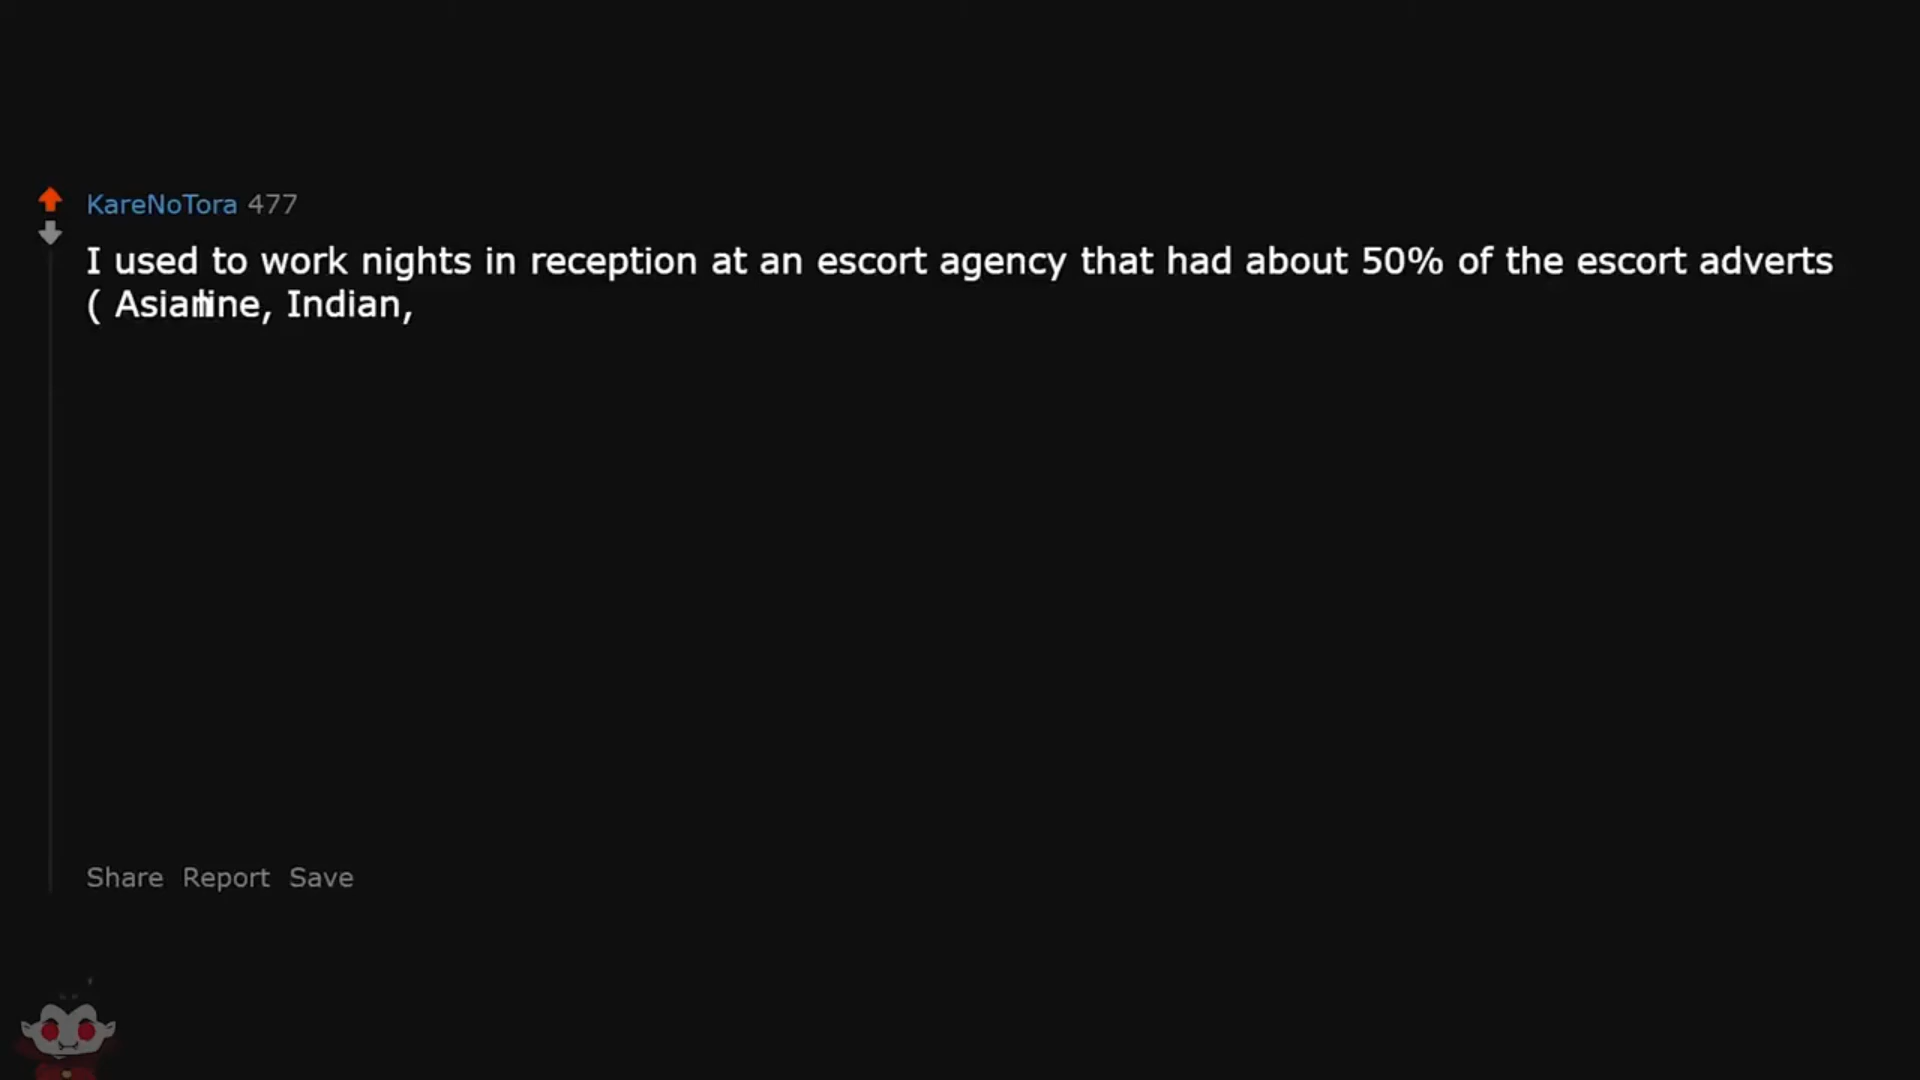 KareNoTora 477
I used to work nights in reception at an escort agency that had about 50% of the escort adverts
( Indian,
Share Report Save